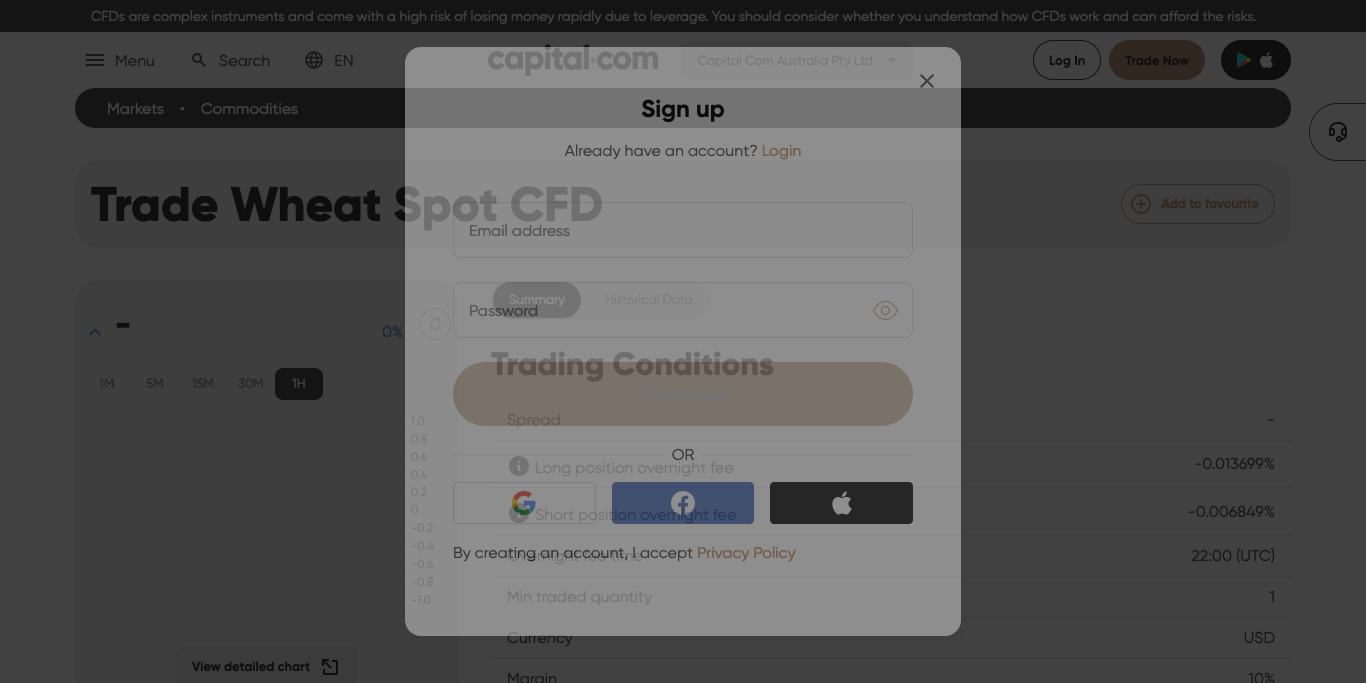 CFDs are complex instruments and come with a high risk of losing money rapidly due to leverage. You should consider whether you understand how CFDs work and can afford the risks.
Menu
Search
EN
capital.com
Capital Com Australia Pty Ltd
Log In
Trade Now
Markets • Commodities
Sign up
Already have an account? Login
Trade Wheat Spot CFD
Add to favourite
Email address
Summary
Historical Data
Password
0%
Trading Conditions
1M 5M 15M 30M 1H
Spread -
1.0
0.8
0.6
0.4
0.2
0
-0.2
-0.4
-0.6
-0.8
-1.0
OR
Long position overnight fee -0.013699%
Short position overnight fee -0.006849%
By creating an account, I accept Privacy Policy
Overnight fee time 22:00 (UTC)
Min traded quantity 1
Currency USD
View detailed chart
Margin 10%